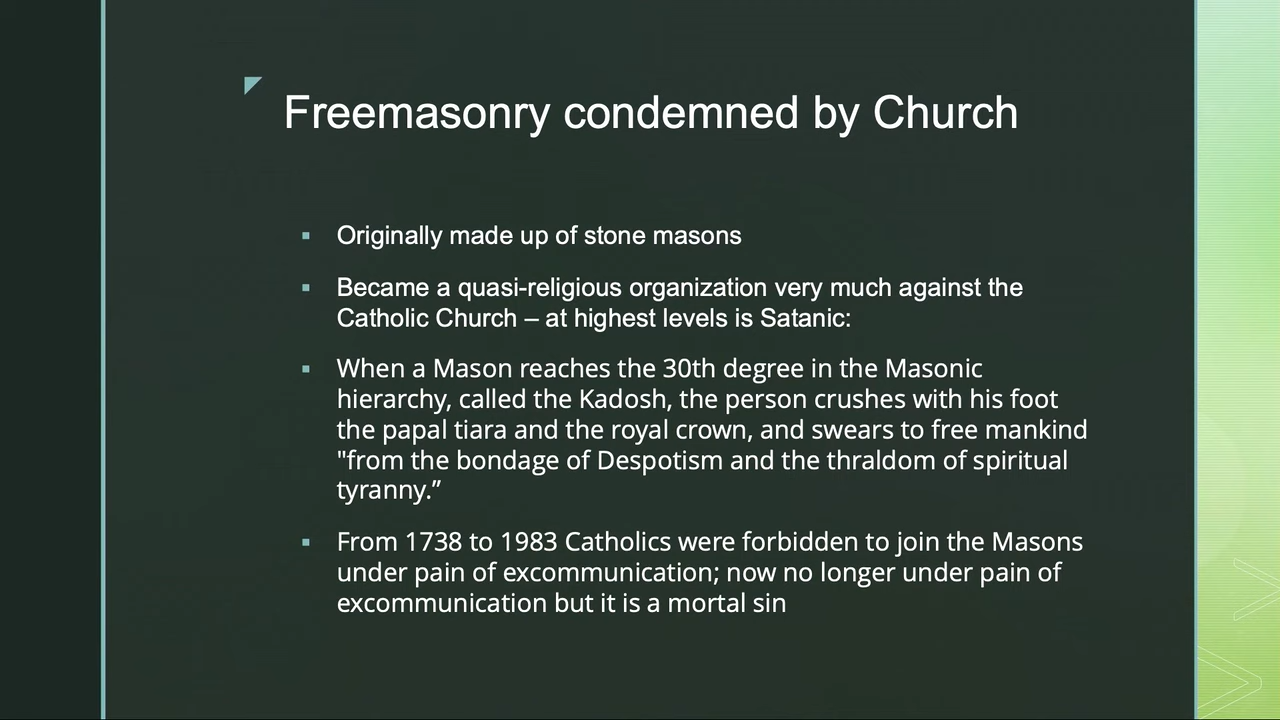 Freemasonry condemned by Church
▪ Originally made up of stone masons
▪ Became a quasi-religious organization very much against the
Catholic Church – at highest levels is Satanic:
▪ When a Mason reaches the 30th degree in the Masonic
hierarchy, called the Kadosh, the person crushes with his foot
the papal tiara and the royal crown, and swears to free mankind
"from the bondage of Despotism and the thraldom of spiritual
tyranny.”
▪ From 1738 to 1983 Catholics were forbidden to join the Masons
under pain of excommunication; now no longer under pain of
excommunication but it is a mortal sin